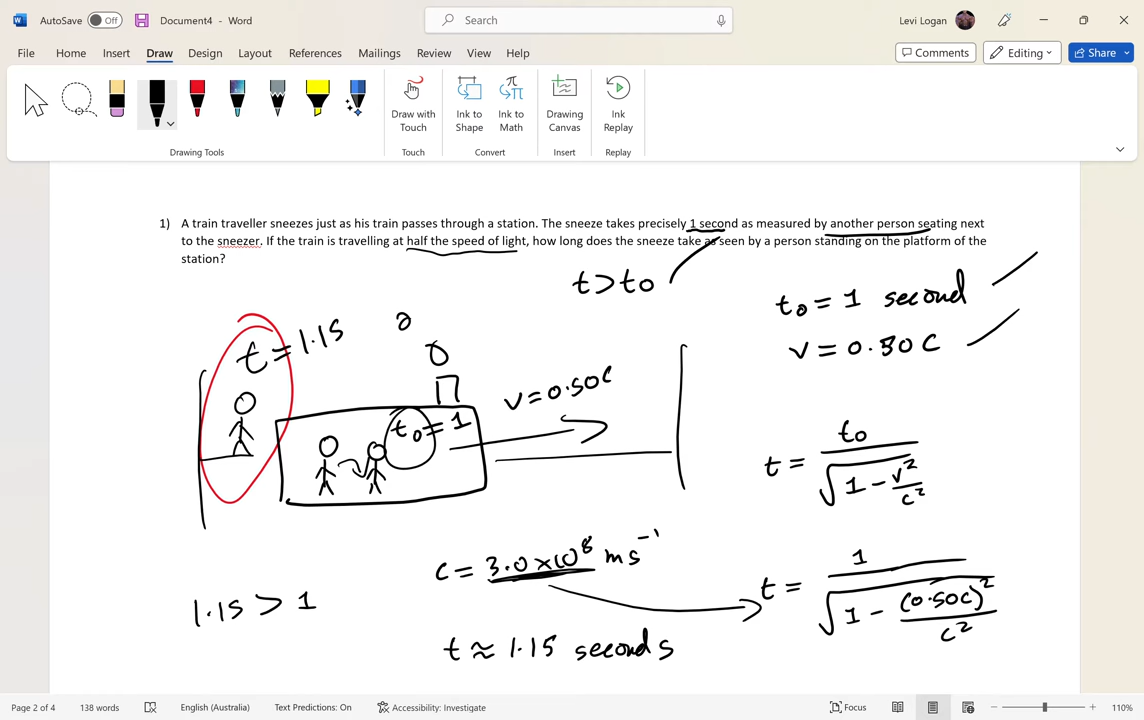 AutoSave Off Document4 - Word Search Levi Logan
File Home Insert Draw Design Layout References Mailings Review View Help Comments Editing Share
Draw with Touch Ink to Shape Ink to Math Drawing Canvas Ink Replay
Drawing Tools Touch Convert Insert Replay
1) A train traveller sneezes just as his train passes through a station. The sneeze takes precisely 1 second as measured by another person seating next
to the sneezer. If the train is travelling at half the speed of light, how long does the sneeze take as seen by a person standing on the platform of the
station?
t > t₀
t₀ = 1 second
v = 0.50c
t = 1.15
v = 0.50c
t₀ = 1
t = t₀ / √(1 - v²/c²)
c = 3.0 × 10⁸ ms⁻¹
t = 1 / √(1 - (0.50c)²/c²)
1.15 > 1
t ≈ 1.15 seconds
Page 2 of 4 138 words English (Australia) Text Predictions: On Accessibility: Investigate Focus 110%